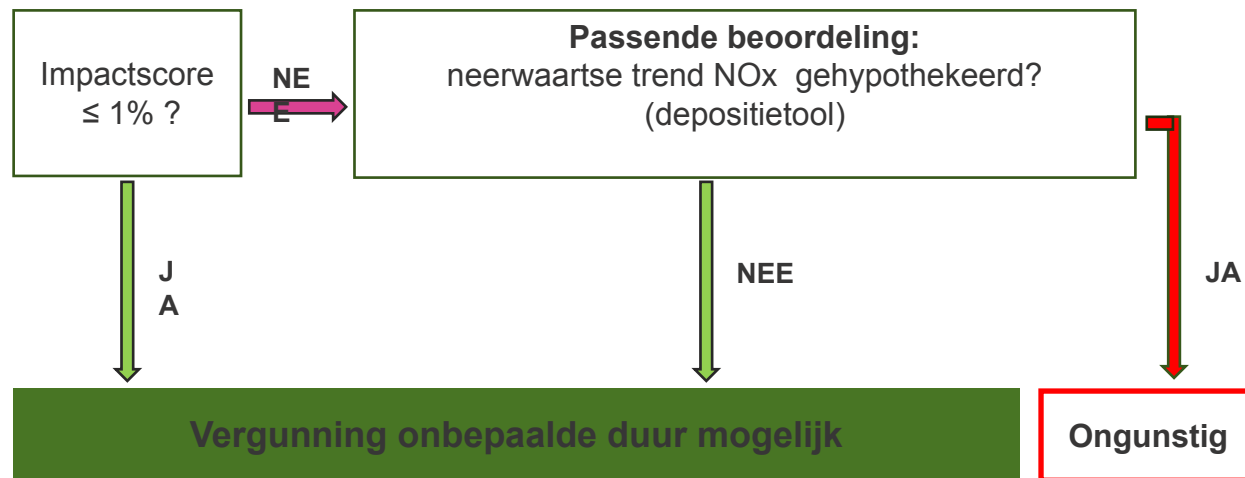 Impactscore
≤ 1% ?
NE
E
Passende beoordeling:
neerwaartse trend NOx gehypothekeerd?
(depositietool)
J
A
NEE
JA
Vergunning onbepaalde duur mogelijk
Ongunstig